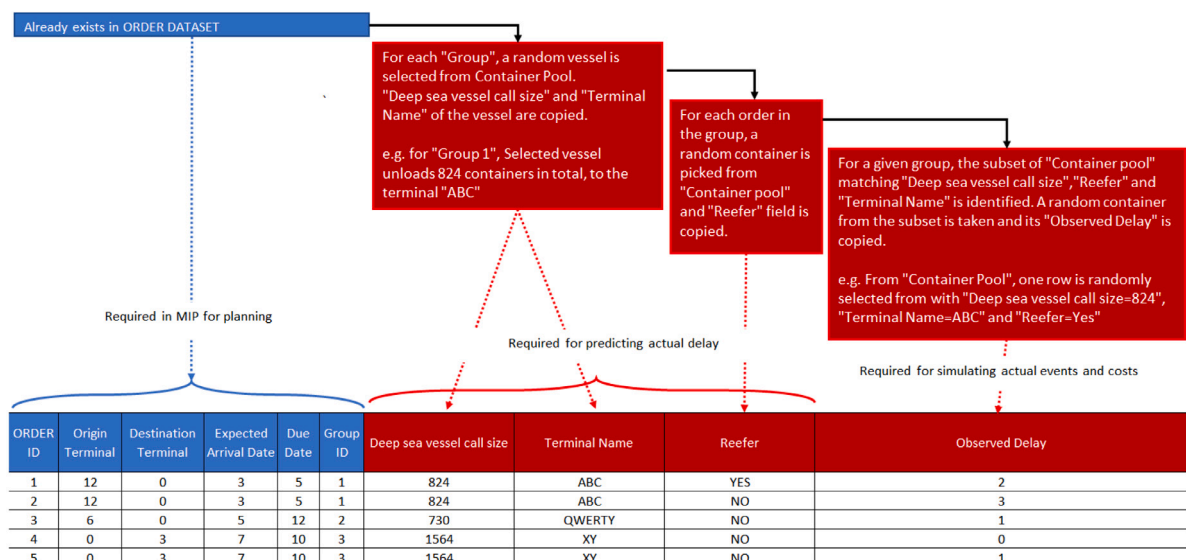 Already exists in ORDER DATASET
For each "Group", a random vessel is
selected from Container Pool.
"Deep sea vessel call size" and "Terminal
Name" of the vessel are copied.
e.g. for "Group 1", Selected vessel
unloads 824 containers in total, to the
terminal "ABC"
For each order in
the group, a
random container is
picked from
"Container pool"
and "Reefer" field is
copied.
For a given group, the subset of "Container pool"
matching "Deep sea vessel call size","Reefer" and
"Terminal Name" is identified. A random container
from the subset is taken and its "Observed Delay" is
copied.
e.g. From "Container Pool", one row is randomly
selected from with "Deep sea vessel call size=824",
"Terminal Name=ABC" and "Reefer=Yes"
Required in MIP for planning
Required for predicting actual delay
Required for simulating actual events and costs
ORDER ID Origin Terminal Destination Terminal Expected Arrival Date Due Date Group ID Deep sea vessel call size Terminal Name Reefer Observed Delay
1 12 0 3 5 1 824 ABC YES 2
2 12 0 3 5 1 824 ABC NO 3
3 6 0 5 12 2 730 QWERTY NO 1
4 0 3 7 10 3 1564 XY NO 0
5 0 3 7 10 3 1564 XY NO 1